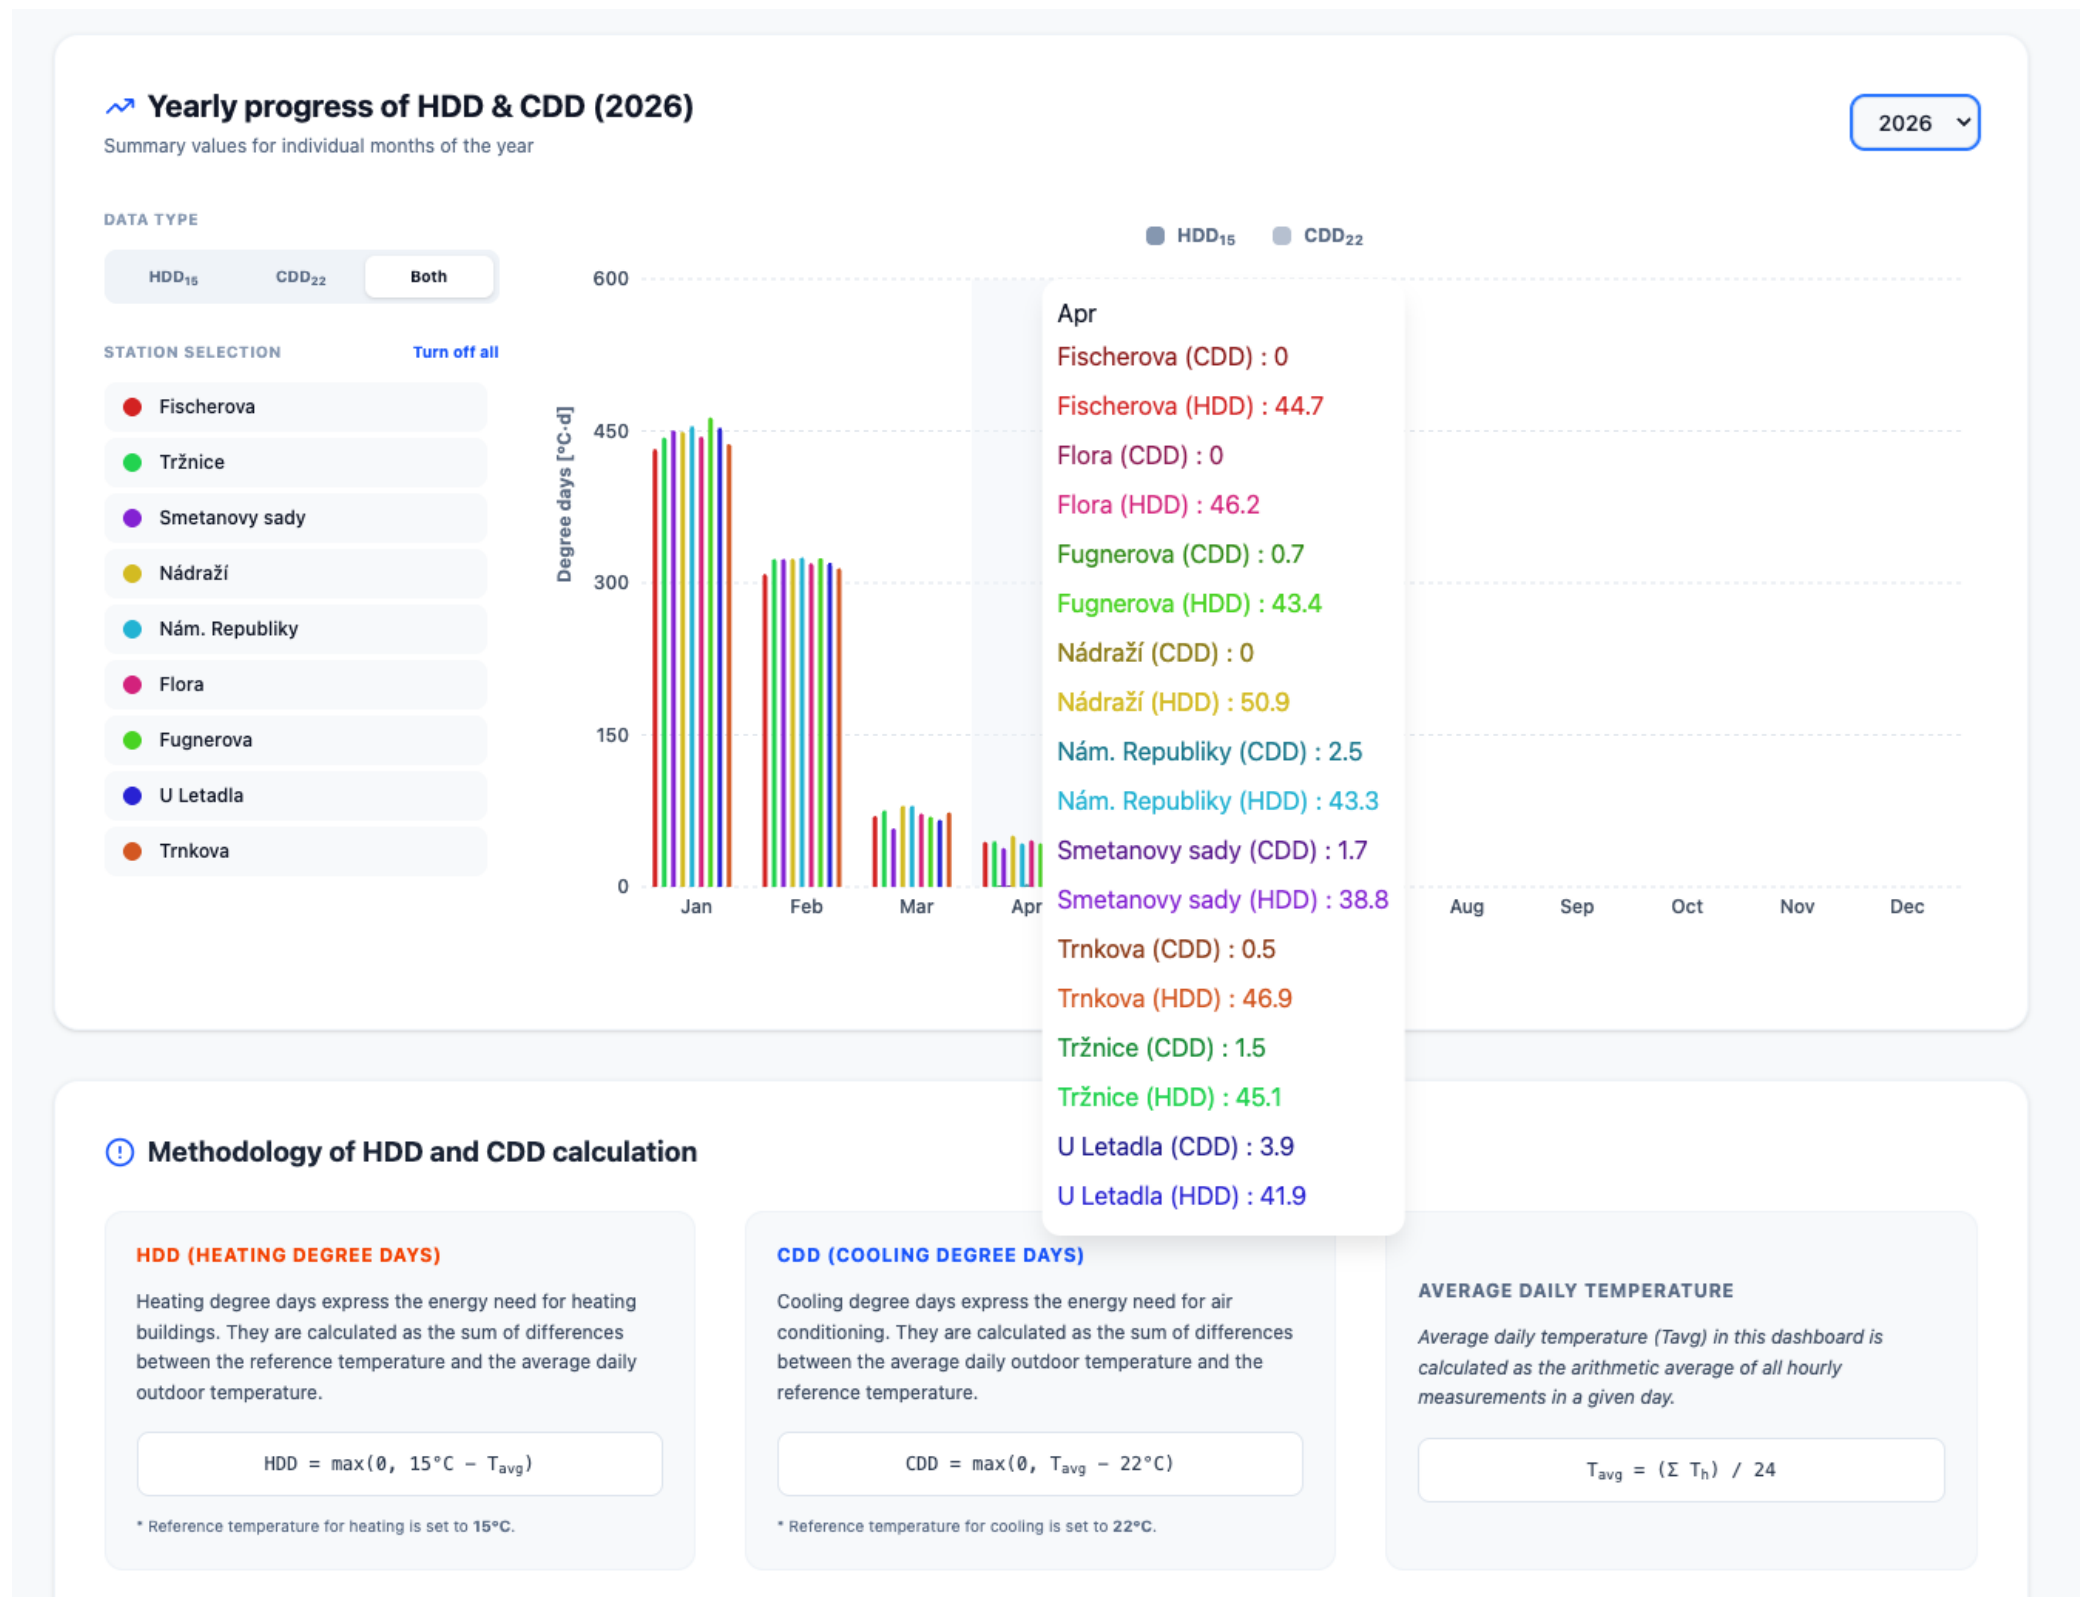 Yearly progress of HDD & CDD (2026)
Summary values for individual months of the year
2026
DATA TYPE
HDD₁₅
CDD₂₂
Both
STATION SELECTION
Turn off all
Fischerova
Tržnice
Smetanovy sady
Nádraží
Nám. Republiky
Flora
Fugnerova
U Letadla
Trnkova
HDD₁₅
CDD₂₂
Degree days [°C·d]
600
450
300
150
0
Jan
Feb
Mar
Apr
Aug
Sep
Oct
Nov
Dec
Apr
Fischerova (CDD) : 0
Fischerova (HDD) : 44.7
Flora (CDD) : 0
Flora (HDD) : 46.2
Fugnerova (CDD) : 0.7
Fugnerova (HDD) : 43.4
Nádraží (CDD) : 0
Nádraží (HDD) : 50.9
Nám. Republiky (CDD) : 2.5
Nám. Republiky (HDD) : 43.3
Smetanovy sady (CDD) : 1.7
Smetanovy sady (HDD) : 38.8
Trnkova (CDD) : 0.5
Trnkova (HDD) : 46.9
Tržnice (CDD) : 1.5
Tržnice (HDD) : 45.1
U Letadla (CDD) : 3.9
U Letadla (HDD) : 41.9
Methodology of HDD and CDD calculation
HDD (HEATING DEGREE DAYS)
Heating degree days express the energy need for heating
buildings. They are calculated as the sum of differences
between the reference temperature and the average daily
outdoor temperature.
HDD = max(0, 15°C − Tavg)
* Reference temperature for heating is set to 15°C.
CDD (COOLING DEGREE DAYS)
Cooling degree days express the energy need for air
conditioning. They are calculated as the sum of differences
between the average daily outdoor temperature and the
reference temperature.
CDD = max(0, Tavg − 22°C)
* Reference temperature for cooling is set to 22°C.
AVERAGE DAILY TEMPERATURE
Average daily temperature (Tavg) in this dashboard is
calculated as the arithmetic average of all hourly
measurements in a given day.
Tavg = (Σ Th) / 24